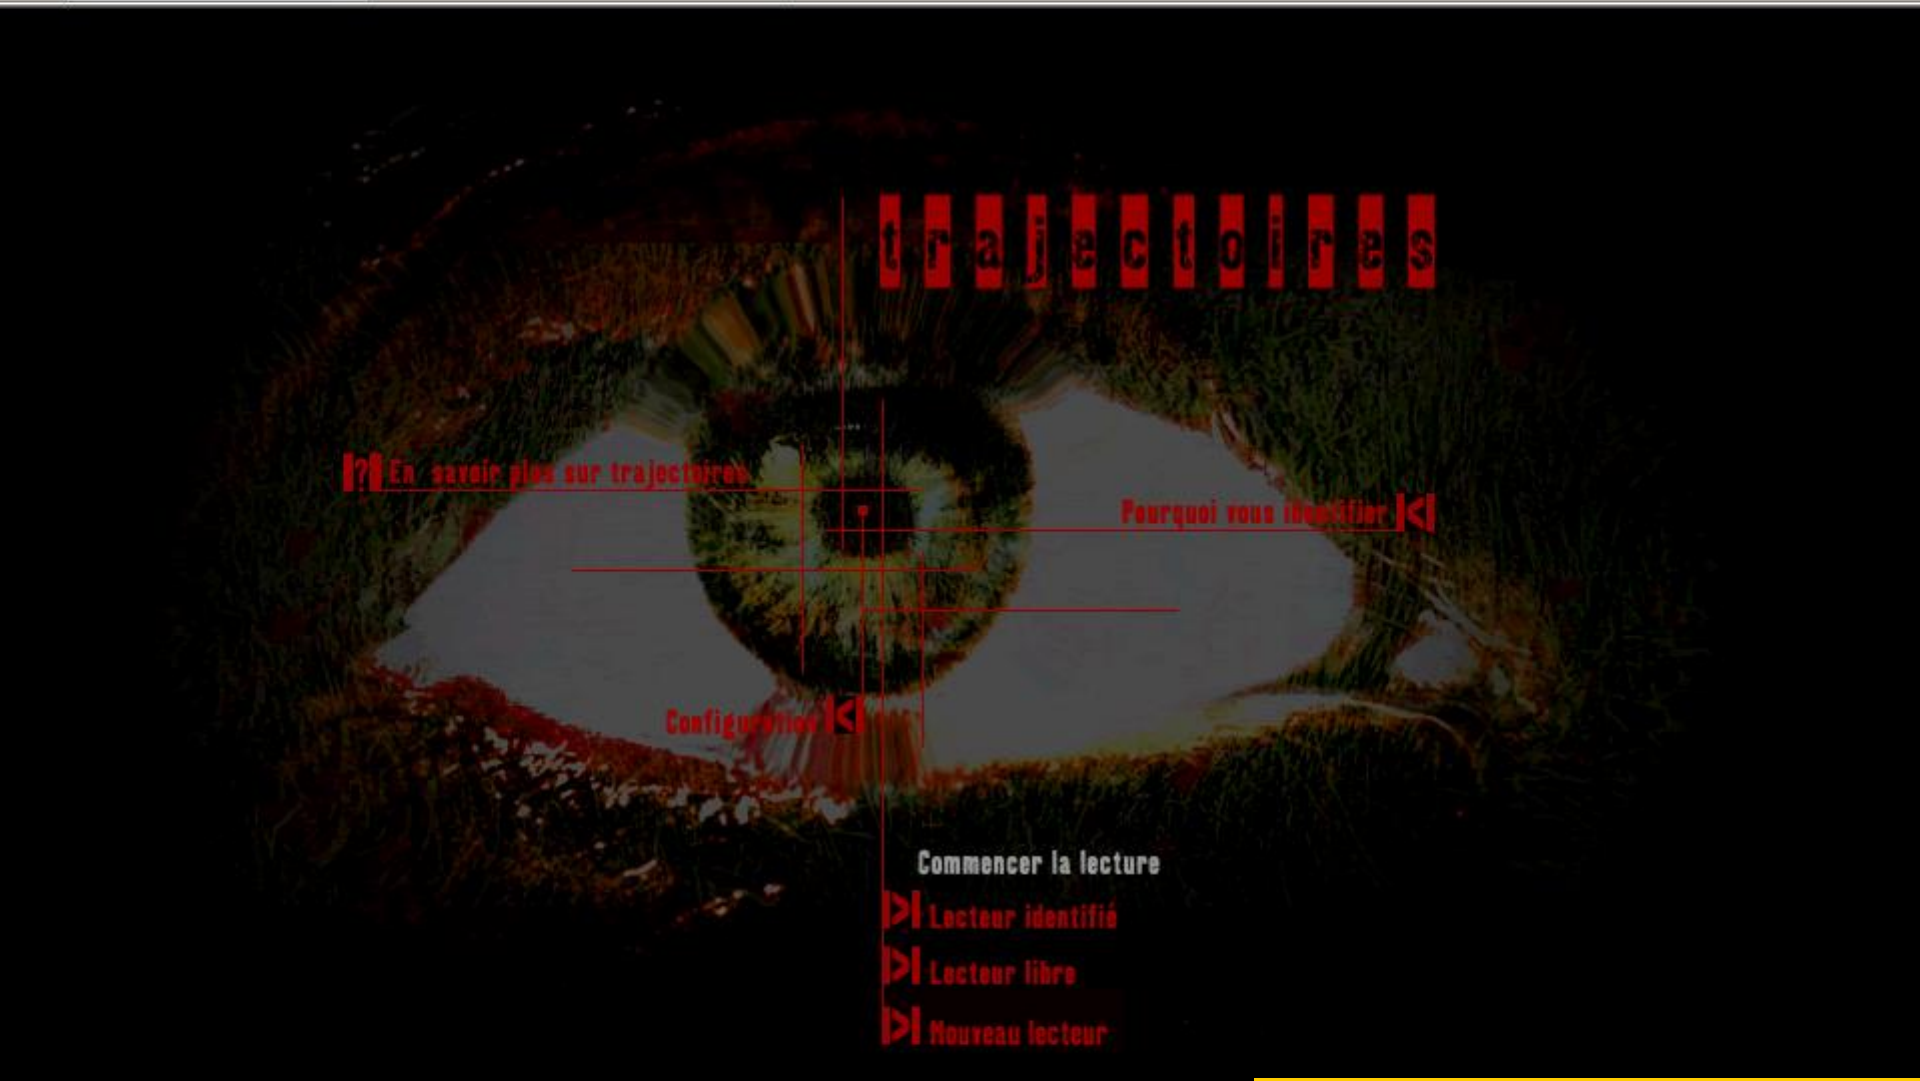 trajectoires
|?| En savoir plus sur trajectoires
Pourquoi vous identifier
Configuration
Commencer la lecture
Lecteur identifié
Lecteur libre
Nouveau lecteur